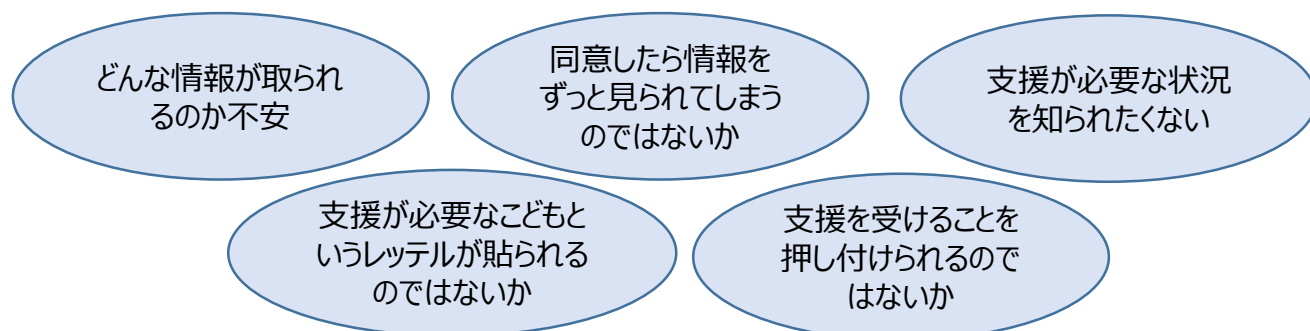 どんな情報が取られ
るのか不安
同意したら情報を
ずっと見られてしまう
のではないか
支援が必要な状況
を知られたくない
支援が必要なこどもと
いうレッテルが貼られる
のではないか
支援を受けることを
押し付けられるので
はないか